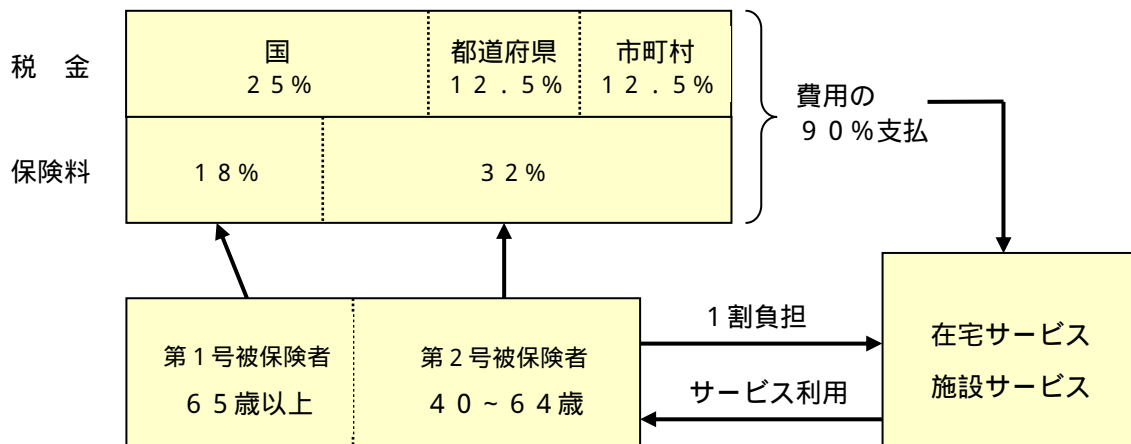 税　金
国
２５％
都道府県
１２．５％
市町村
１２．５％
費用の
９０％支払
保険料
１８％
３２％
第１号被保険者
６５歳以上
第２号被保険者
４０～６４歳
１割負担
サービス利用
在宅サービス
施設サービス